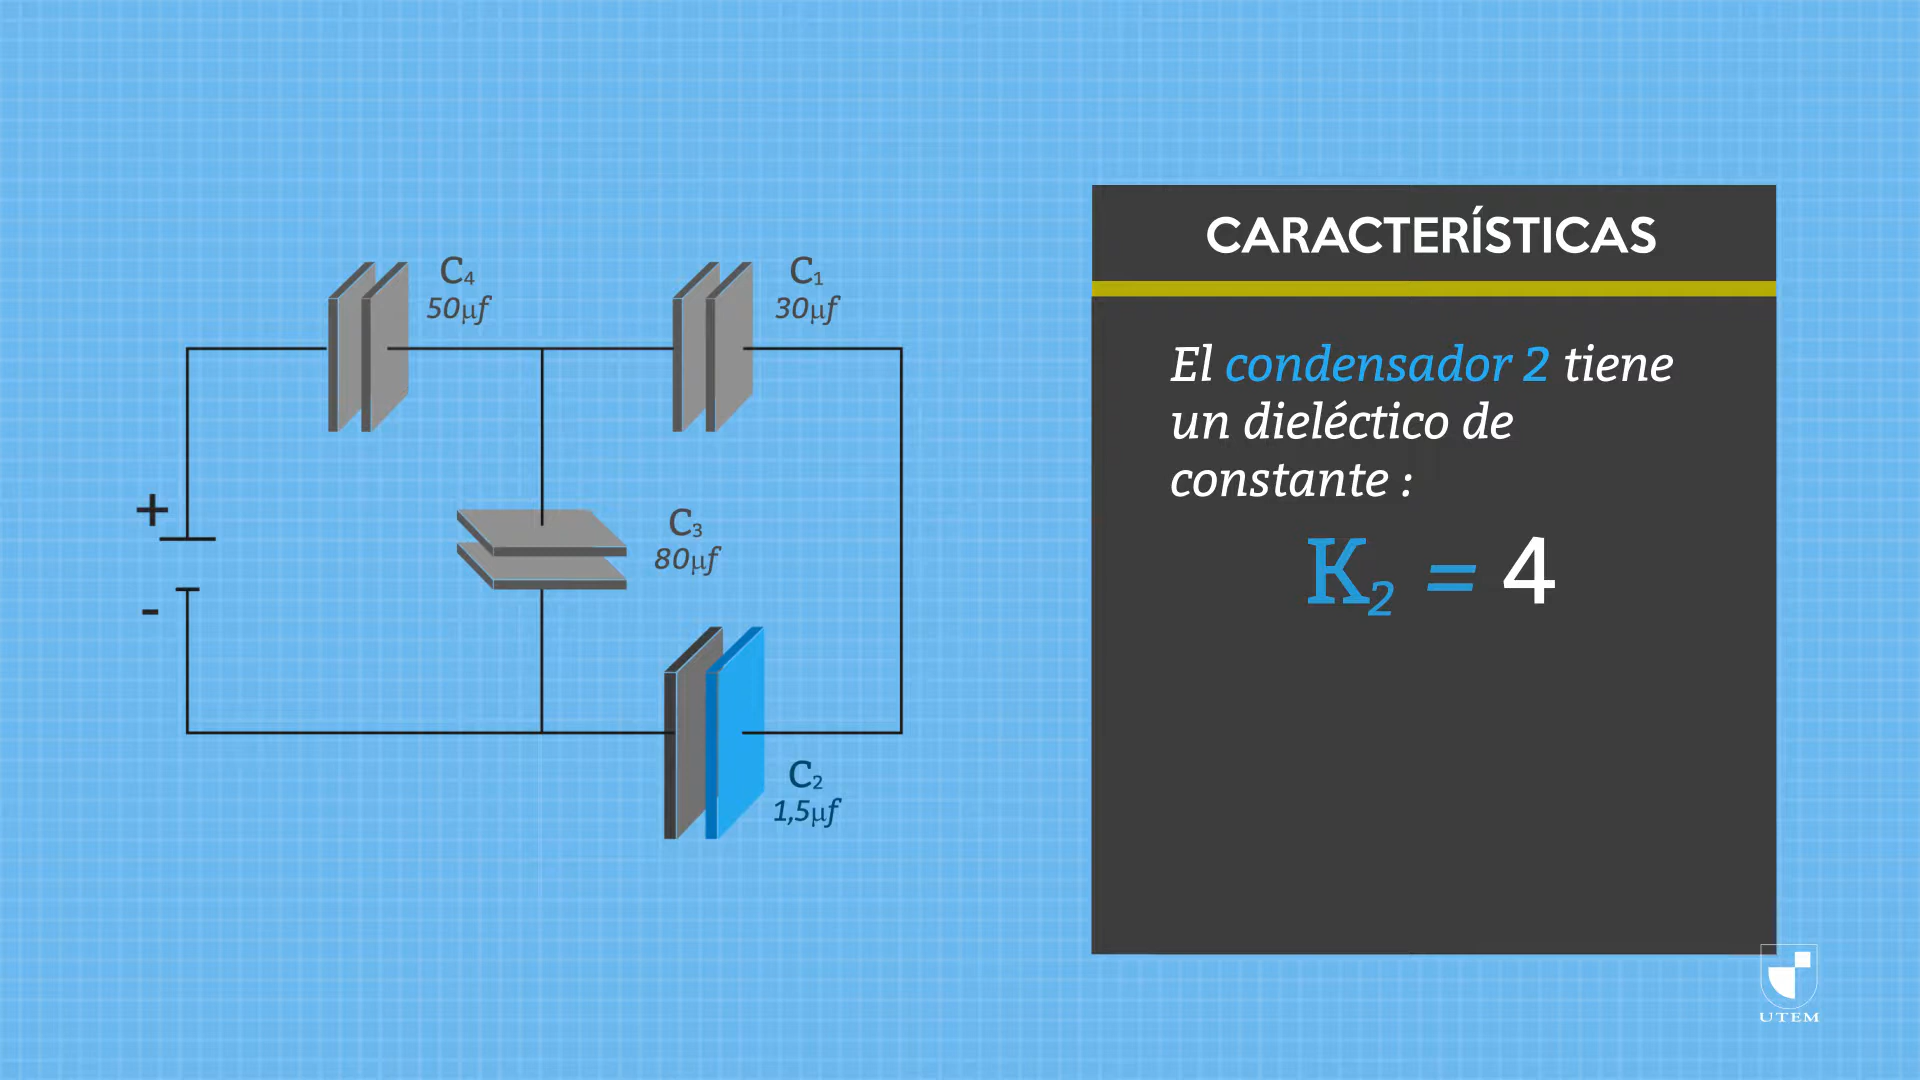 CARACTERÍSTICAS
El condensador 2 tiene
un dieléctico de
constante :
K₂ = 4
C₄
50μf
C₁
30μf
+
-
C₃
80μf
C₂
1,5μf
UTEM